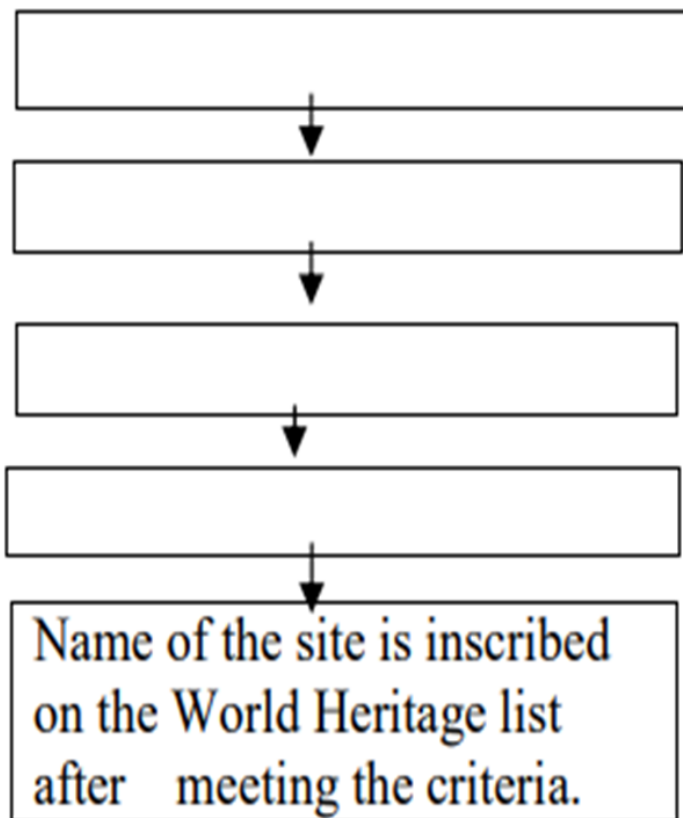 Name of the site is inscribed
on the World Heritage list
after meeting the criteria.